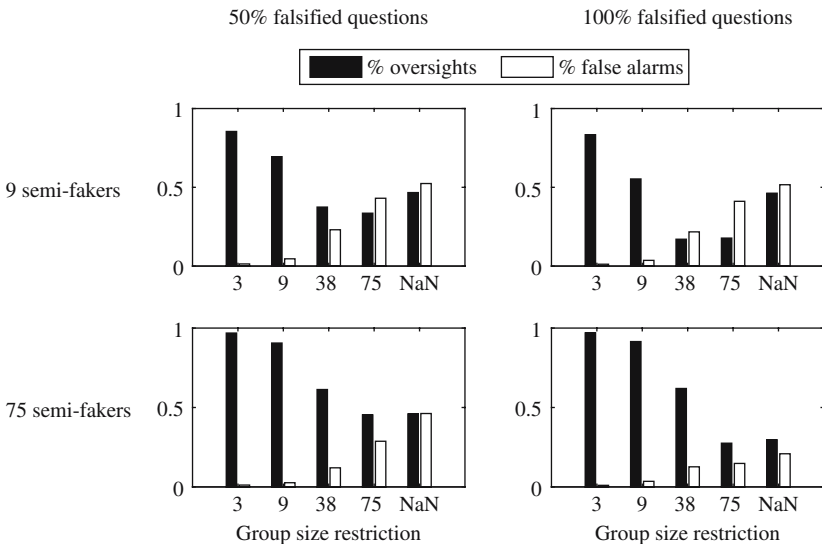 50% falsified questions 100% falsified questions
% oversights % false alarms
1 1
9 semi-fakers 0.5 0.5
0 0
3 9 38 75 NaN 3 9 38 75 NaN
1 1
75 semi-fakers 0.5 0.5
0 0
3 9 38 75 NaN 3 9 38 75 NaN
Group size restriction Group size restriction